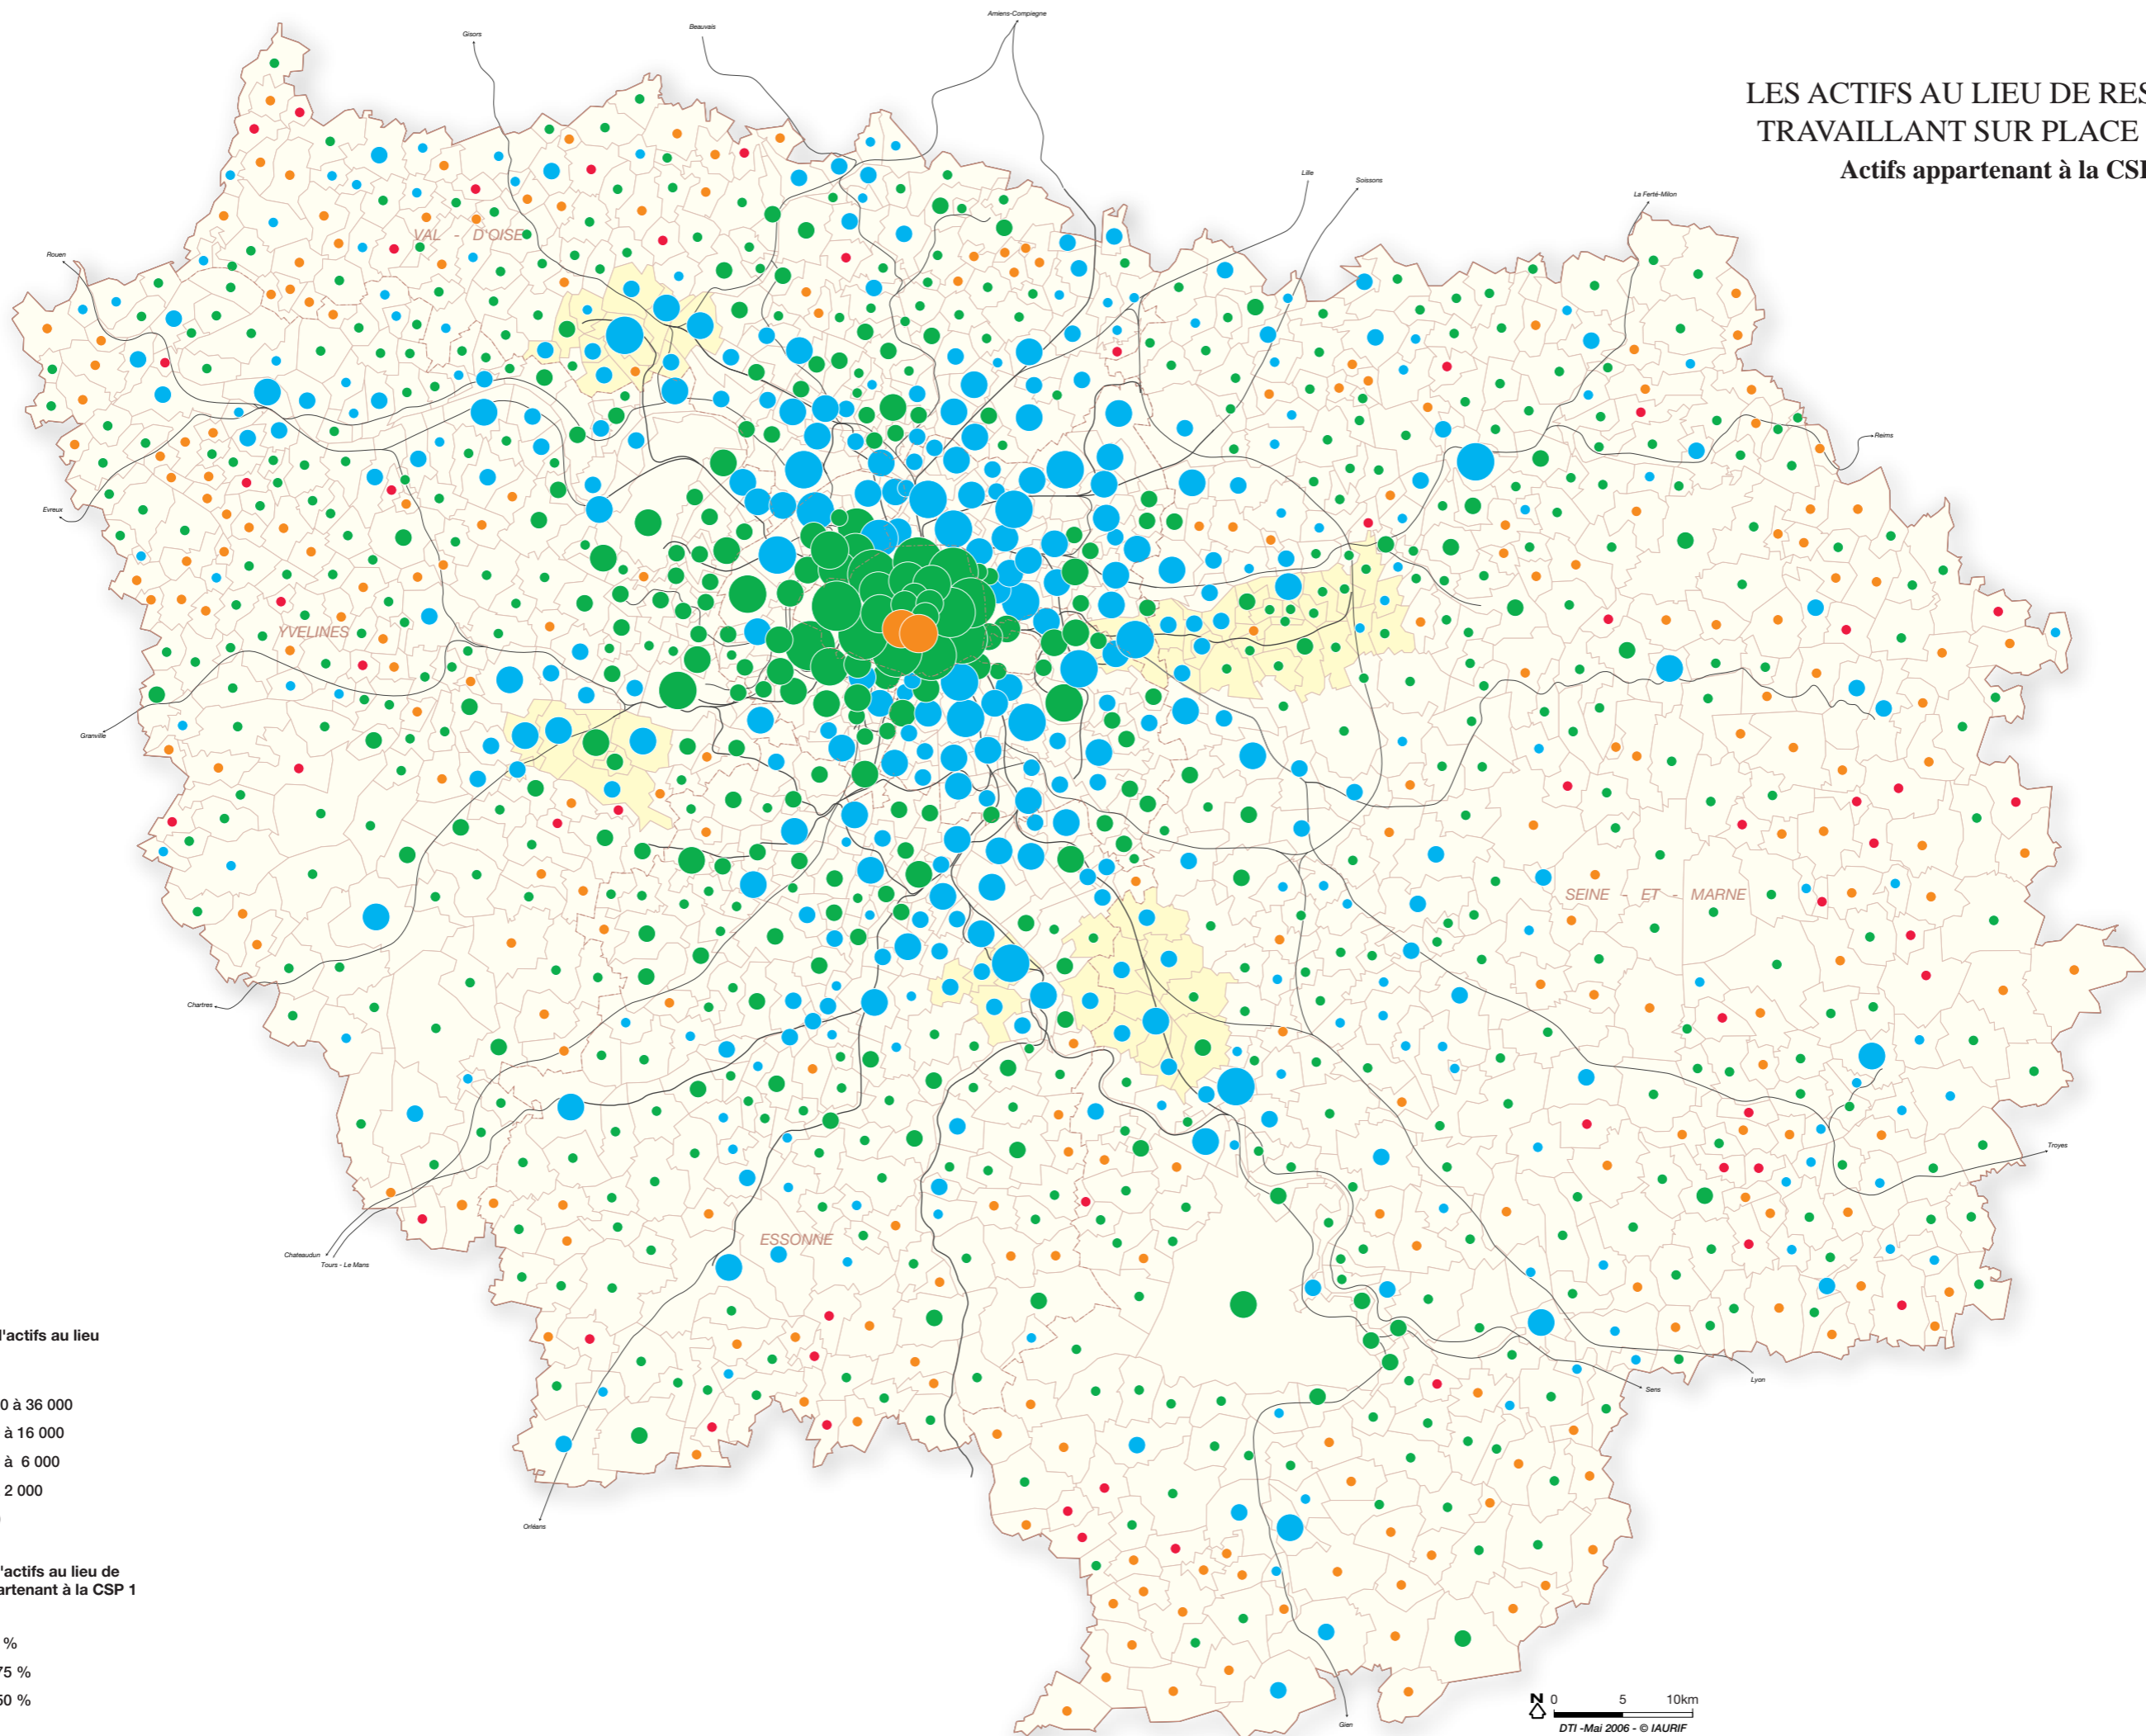 LES ACTIFS AU LIEU DE RES
TRAVAILLANT SUR PLACE
Actifs appartenant à la CSP
Amiens-Compiegne
Beauvais
Gisors
Lille
Soissons
La Ferté-Milon
VAL - D'OISE
Rouen
Reims
Evreux
YVELINES
Granville
SEINE - ET - MARNE
Chartres
Troyes
ESSONNE
Chateaudun
Tours - Le Mans
Lyon
Sens
Orléans
Gien
'actifs au lieu
0 à 36 000
à 16 000
à 6 000
2 000
'actifs au lieu de
artenant à la CSP 1
%
75 %
50 %
N 0 5 10km
DTI -Mai 2006 - © IAURIF